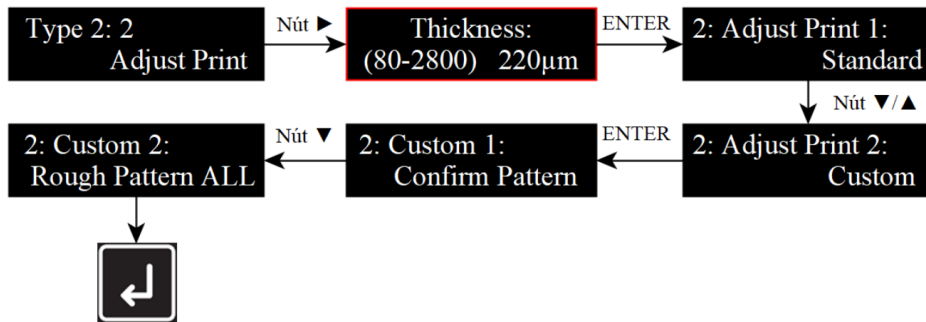 Type 2: 2
Adjust Print
Nút ►
Thickness:
(80-2800) 220µm
ENTER
2: Adjust Print 1:
Standard
Nút ▼/▲
2: Adjust Print 2:
Custom
ENTER
2: Custom 1:
Confirm Pattern
Nút ▼
2: Custom 2:
Rough Pattern ALL